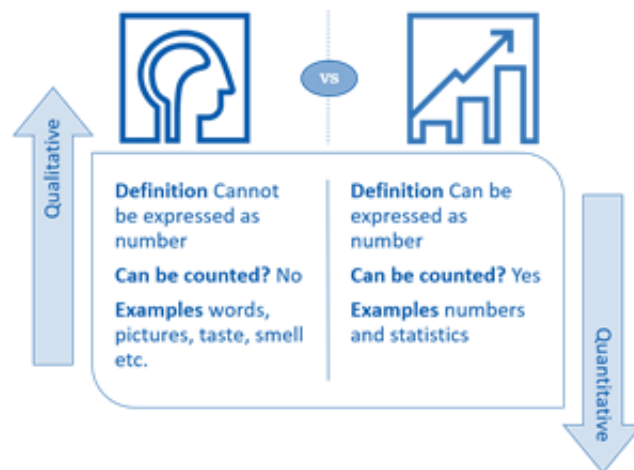 vs
Qualitative
Definition Cannot
be expressed as
number
Can be counted? No
Examples words,
pictures, taste, smell
etc.
Definition Can be
expressed as
number
Can be counted? Yes
Examples numbers
and statistics
Quantitative